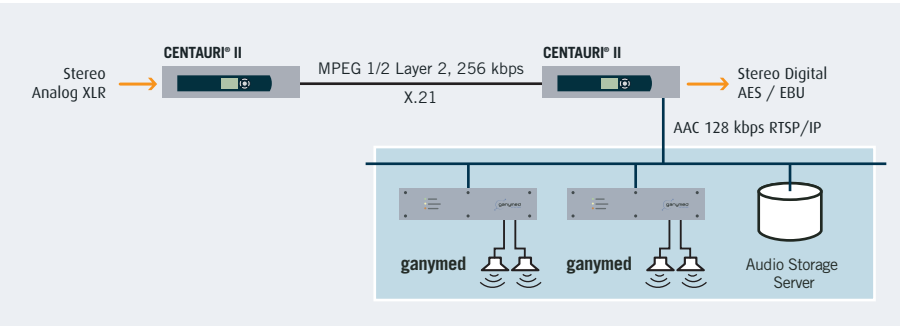 CENTAURI® II
CENTAURI® II
Stereo
Analog XLR
MPEG 1/2 Layer 2, 256 kbps
X.21
Stereo Digital
AES / EBU
AAC 128 kbps RTSP/IP
ganymed
ganymed
ganymed
ganymed
Audio Storage
Server